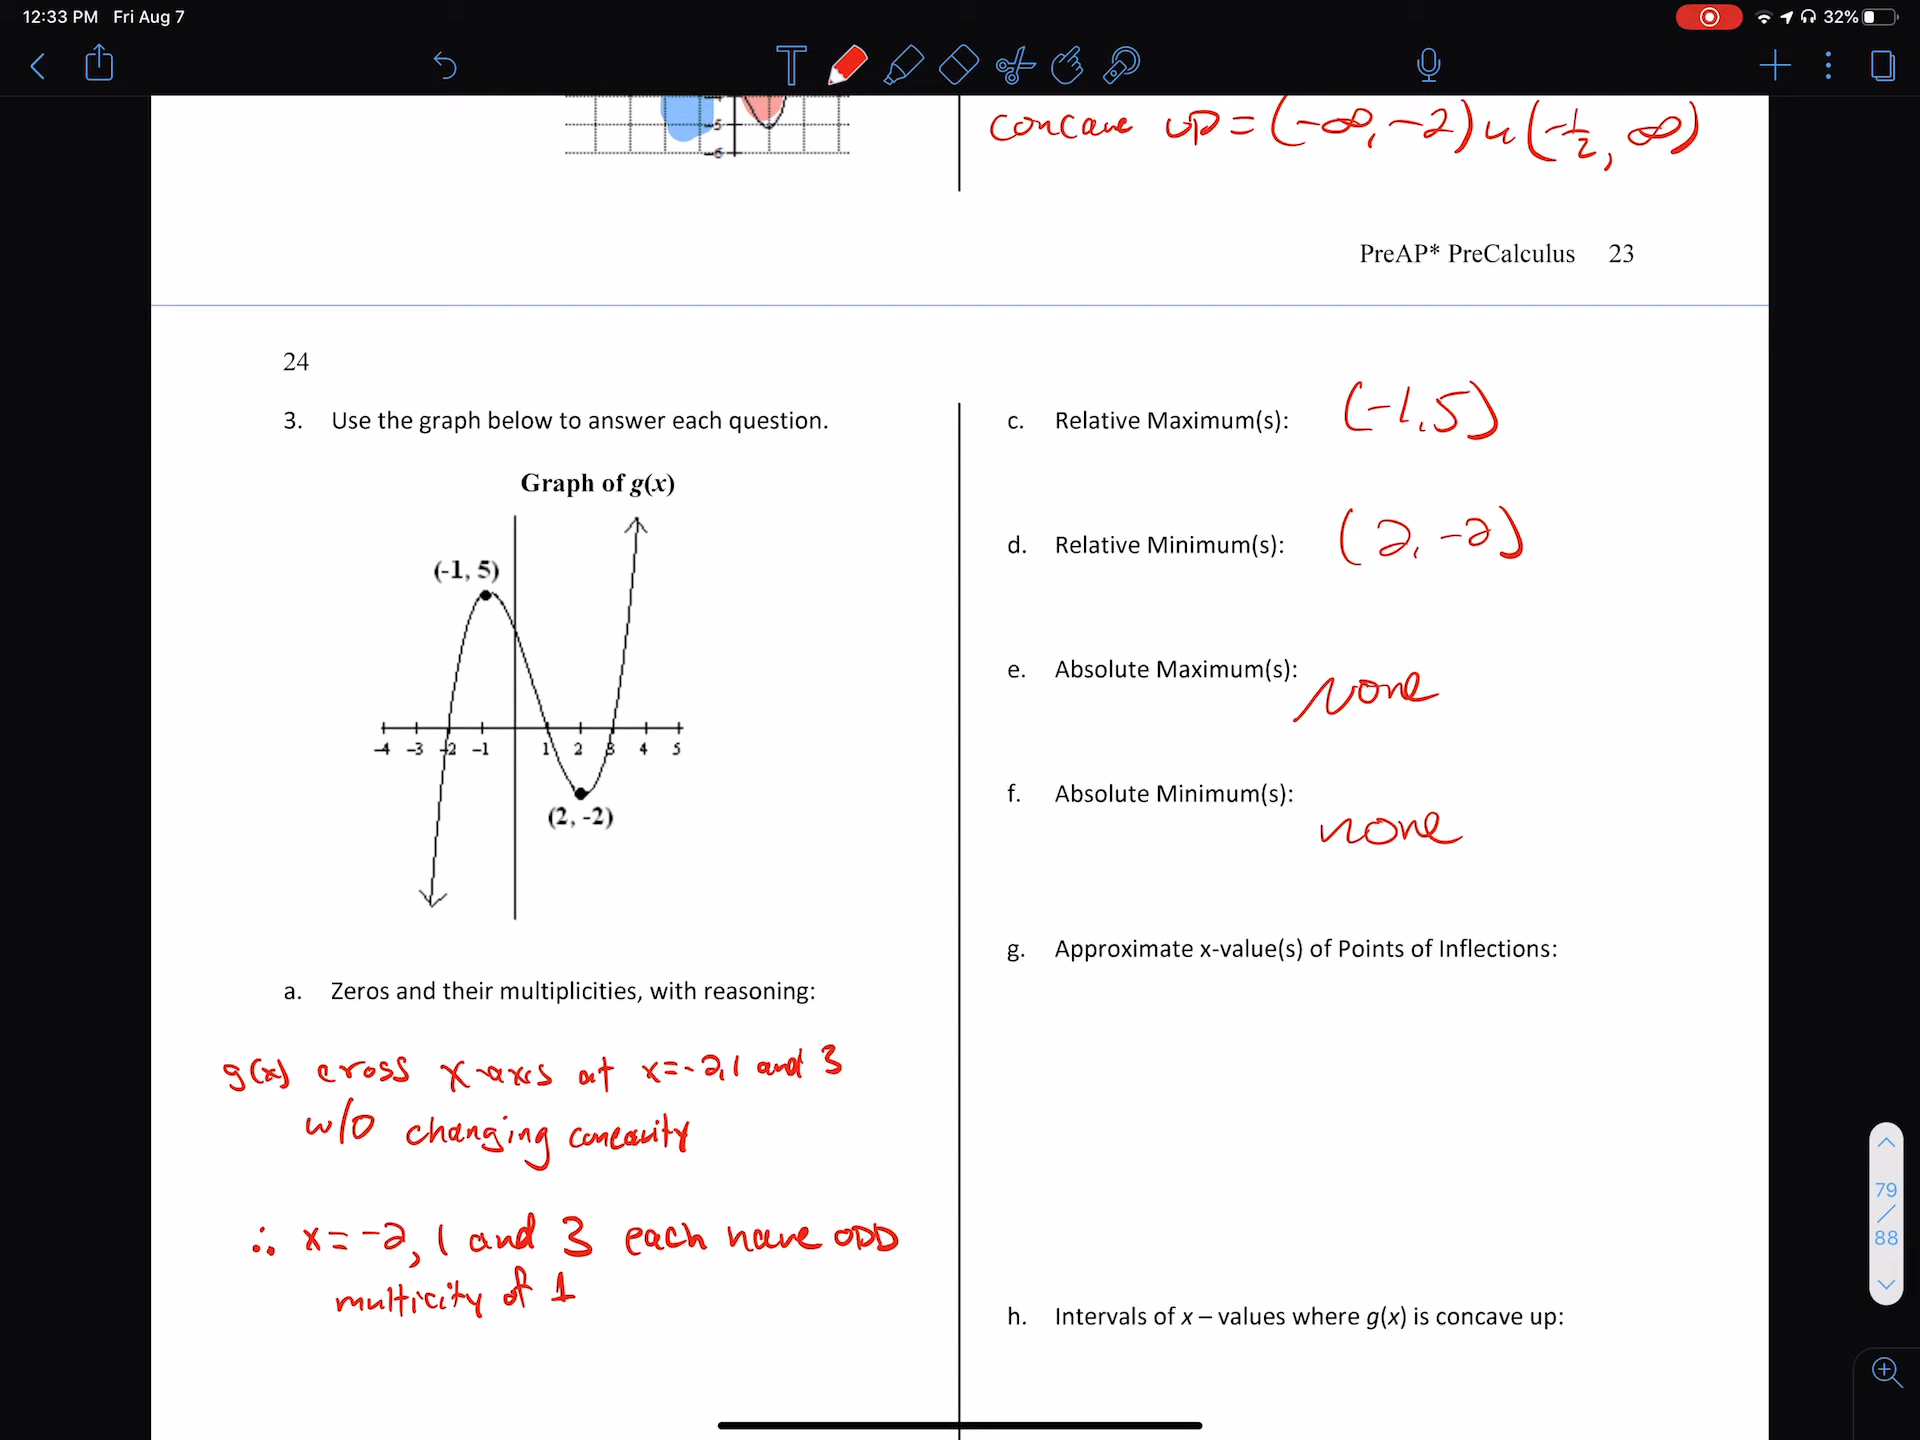 12:33 PM Fri Aug 7
32%
-5
-6
concave up = (-∞, -2) u (-1/2, ∞)
PreAP* PreCalculus 23
24
3. Use the graph below to answer each question.
Graph of g(x)
(-1, 5)
-4 -3 -2 -1 1 2 3 4 5
(2, -2)
a. Zeros and their multiplicities, with reasoning:
g(x) cross x-axis at x=-2,1 and 3
w/o changing concavity
∴ x = -2, 1 and 3 each have ODD
multicity of 1
c. Relative Maximum(s): (-1,5)
d. Relative Minimum(s): (2,-2)
e. Absolute Maximum(s): none
f. Absolute Minimum(s): none
g. Approximate x-value(s) of Points of Inflections:
h. Intervals of x – values where g(x) is concave up:
79
/
88